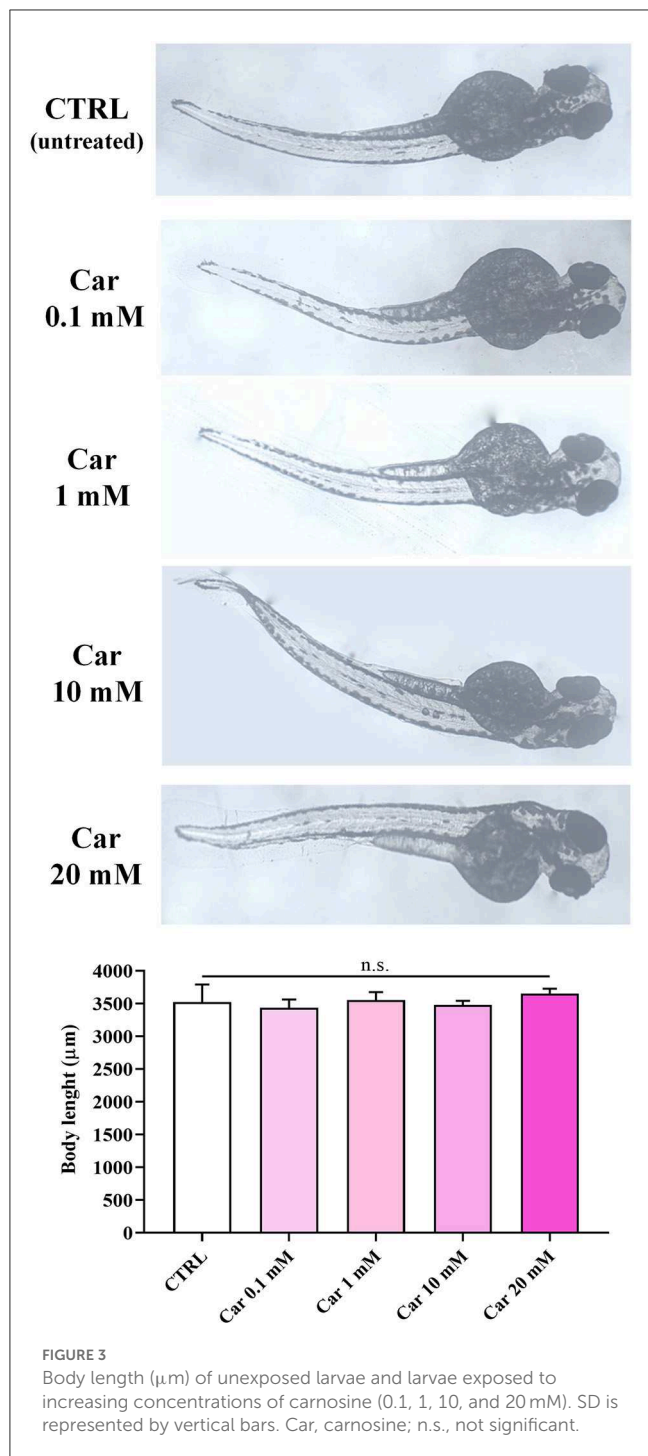 CTRL
(untreated)
Car
0.1 mM
Car
1 mM
Car
10 mM
Car
20 mM
n.s.
4000
3500
3000
2500
2000
1500
1000
500
0
Body lenght (μm)
CTRL
Car 0.1 mM
Car 1 mM
Car 10 mM
Car 20 mM
FIGURE 3
Body length (μm) of unexposed larvae and larvae exposed to
increasing concentrations of carnosine (0.1, 1, 10, and 20 mM). SD is
represented by vertical bars. Car, carnosine; n.s., not significant.